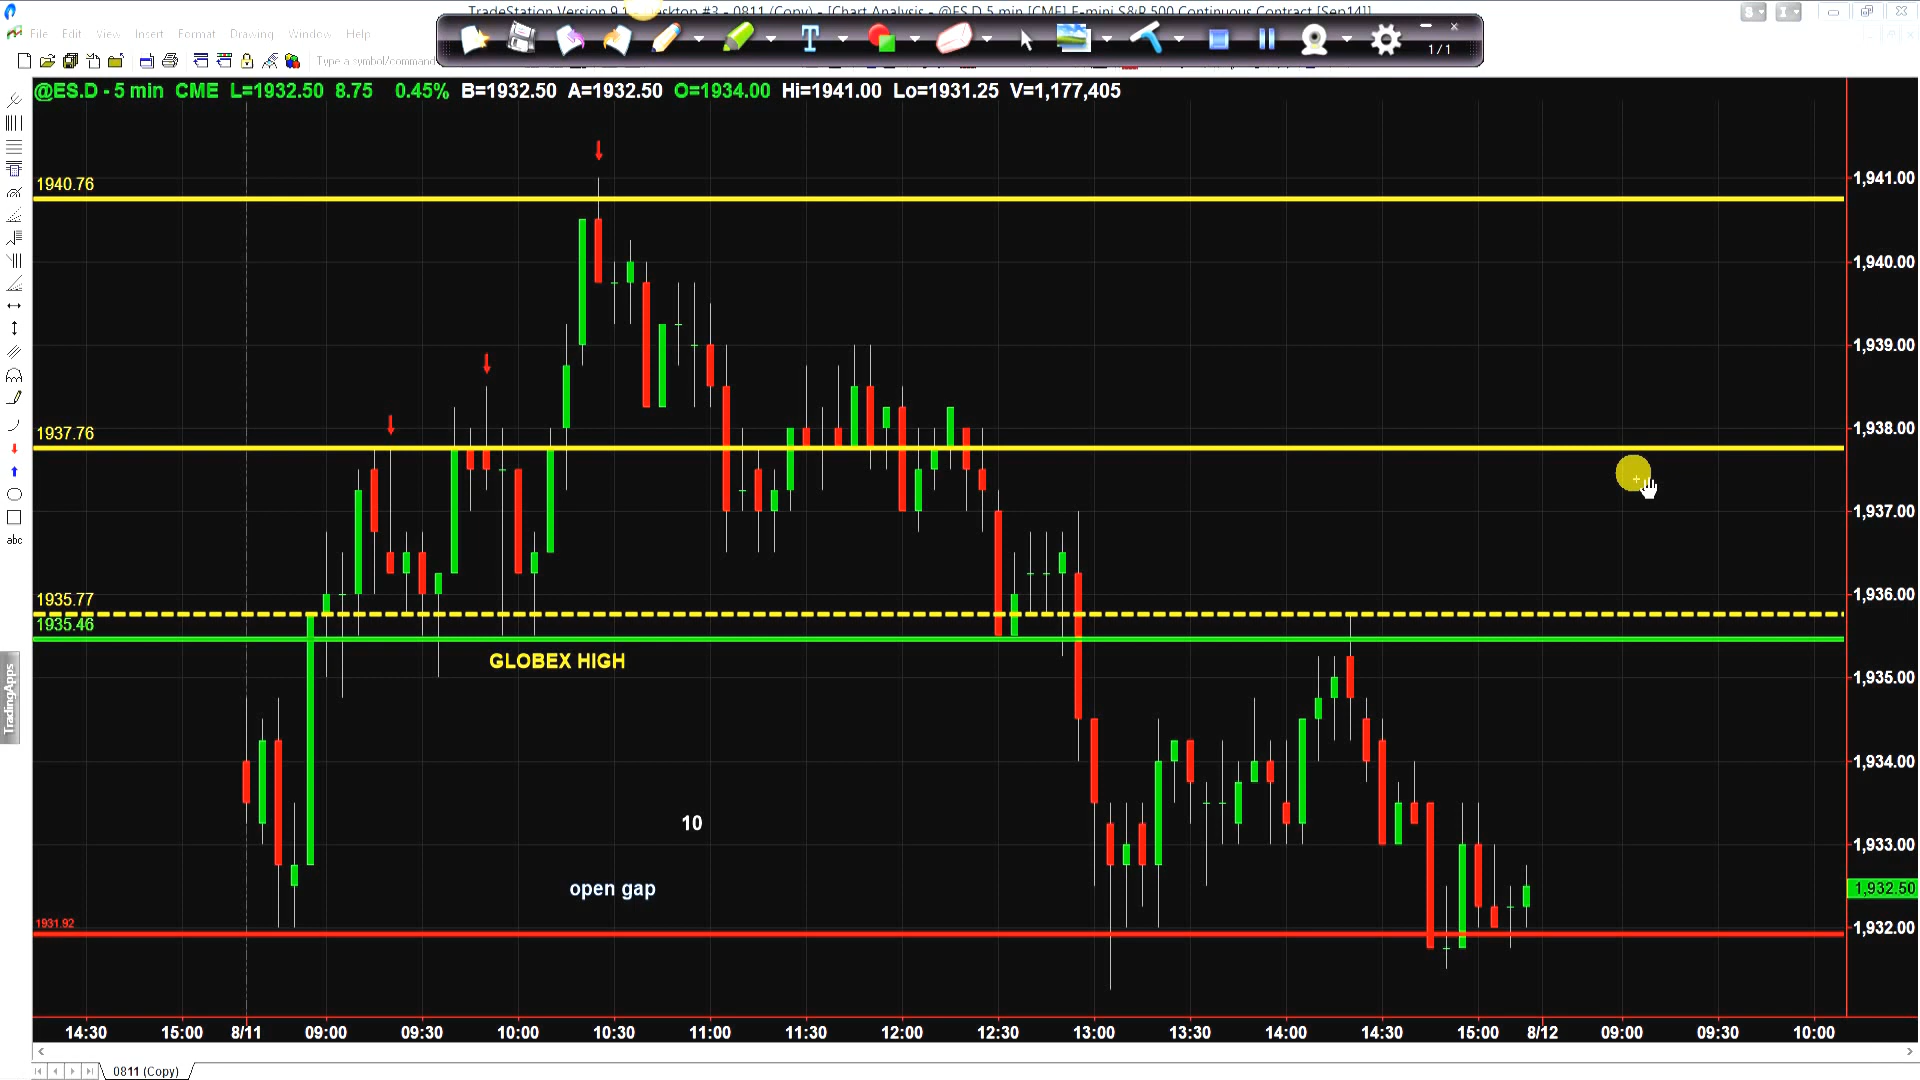 TradeStation Version 9.1 - Desktop #3 - 0811 (Copy) - [Chart Analysis - @ES.D 5 min [CME] E-mini S&P 500 Continuous Contract [Sep14]]
File Edit View Insert Format Drawing Window Help
Type a symbol/command
T
1/1
@ES.D - 5 min CME L=1932.50 8.75 0.45% B=1932.50 A=1932.50 O=1934.00 Hi=1941.00 Lo=1931.25 V=1,177,405
1940.76
1,941.00
1,940.00
1,939.00
1937.76
1,938.00
1,937.00
abc
1935.77
1,936.00
1935.46
GLOBEX HIGH
1,935.00
TradingApps
1,934.00
10
1,933.00
open gap
1,932.50
1931.92
1,932.00
14:30 15:00 8/11 09:00 09:30 10:00 10:30 11:00 11:30 12:00 12:30 13:00 13:30 14:00 14:30 15:00 8/12 09:00 09:30 10:00
0811 (Copy)